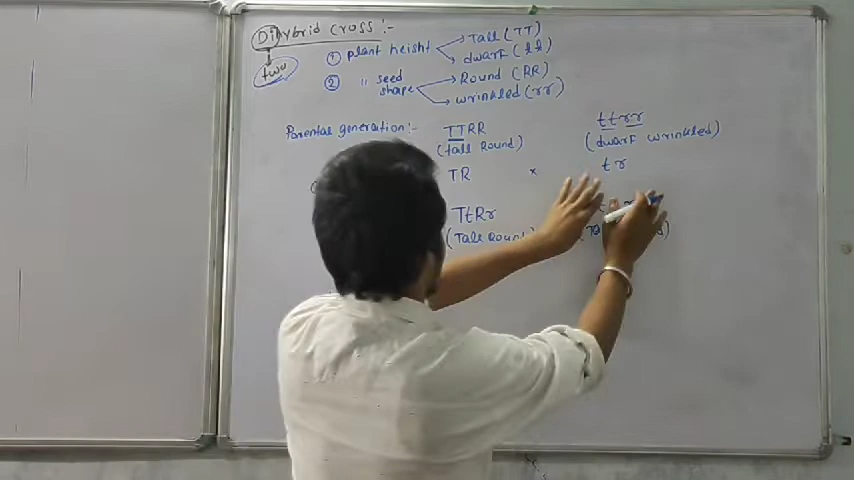 Dihybrid cross :-
two
① plant height → Tall (TT)
→ dwarf (tt)
② " seed shape → Round (RR)
→ wrinkled (rr)
Parental generation:- TTRR ttrr
(tall Round) (dwarf wrinkled)
TR × tr
TtRr
(Tall Round)